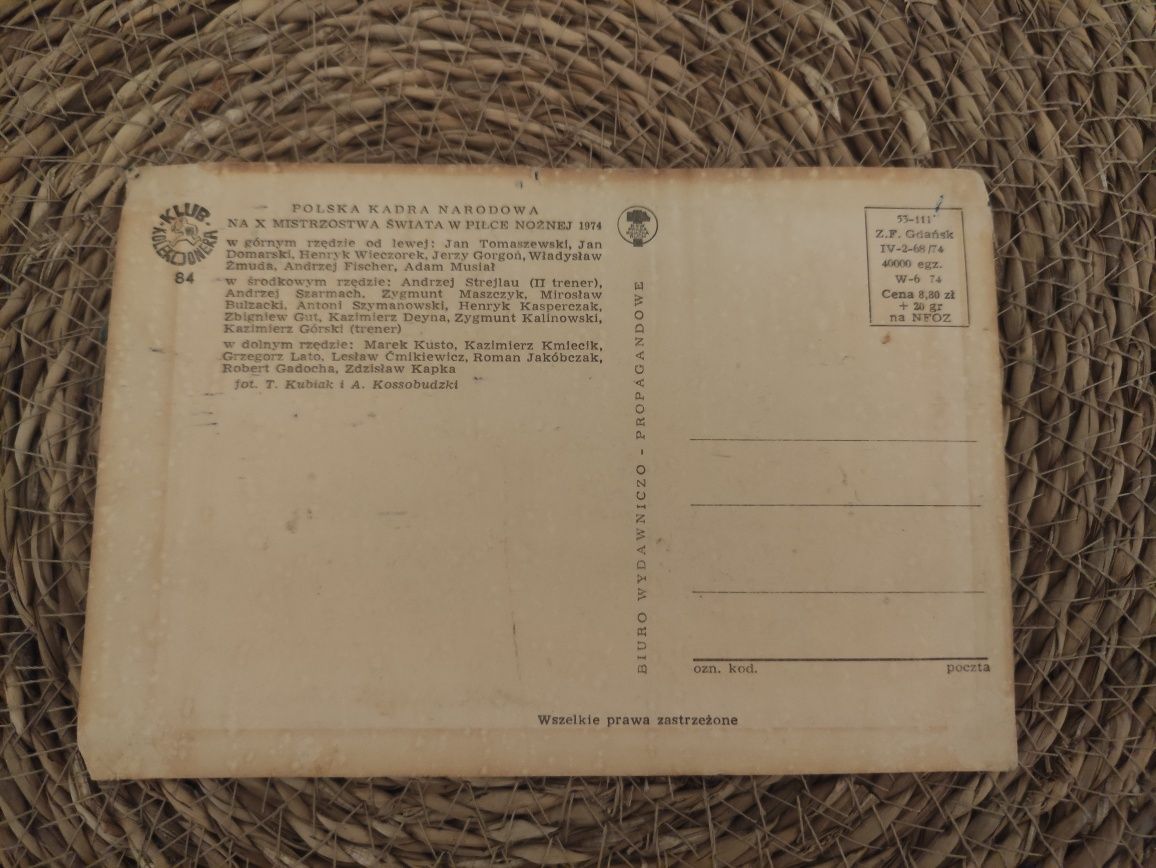 KLUB
KOLEKCJONERA
84
POLSKA KADRA NARODOWA
NA X MISTRZOSTWA ŚWIATA W PIŁCE NOŻNEJ 1974
w górnym rzędzie od lewej: Jan Tomaszewski, Jan
Domarski, Henryk Wieczorek, Jerzy Gorgoń, Władysław
Żmuda, Andrzej Fischer, Adam Musiał
w środkowym rzędzie: Andrzej Strejlau (II trener),
Andrzej Szarmach, Zygmunt Maszczyk, Mirosław
Bulzacki, Antoni Szymanowski, Henryk Kasperczak,
Zbigniew Gut, Kazimierz Deyna, Zygmunt Kalinowski,
Kazimierz Górski (trener)
w dolnym rzędzie: Marek Kusto, Kazimierz Kmiecik,
Grzegorz Lato, Lesław Ćmikiewicz, Roman Jakóbczak,
Robert Gadocha, Zdzisław Kapka
fot. T. Kubiak i A. Kossobudzki
BIURO WYDAWNICZO - PROPAGANDOWE
53-111
Z.F. Gdańsk
IV-2-68/74
40000 egz.
W-6 74
Cena 8,80 zł
+ 20 gr
na NFOZ
ozn. kod.
poczta
Wszelkie prawa zastrzeżone